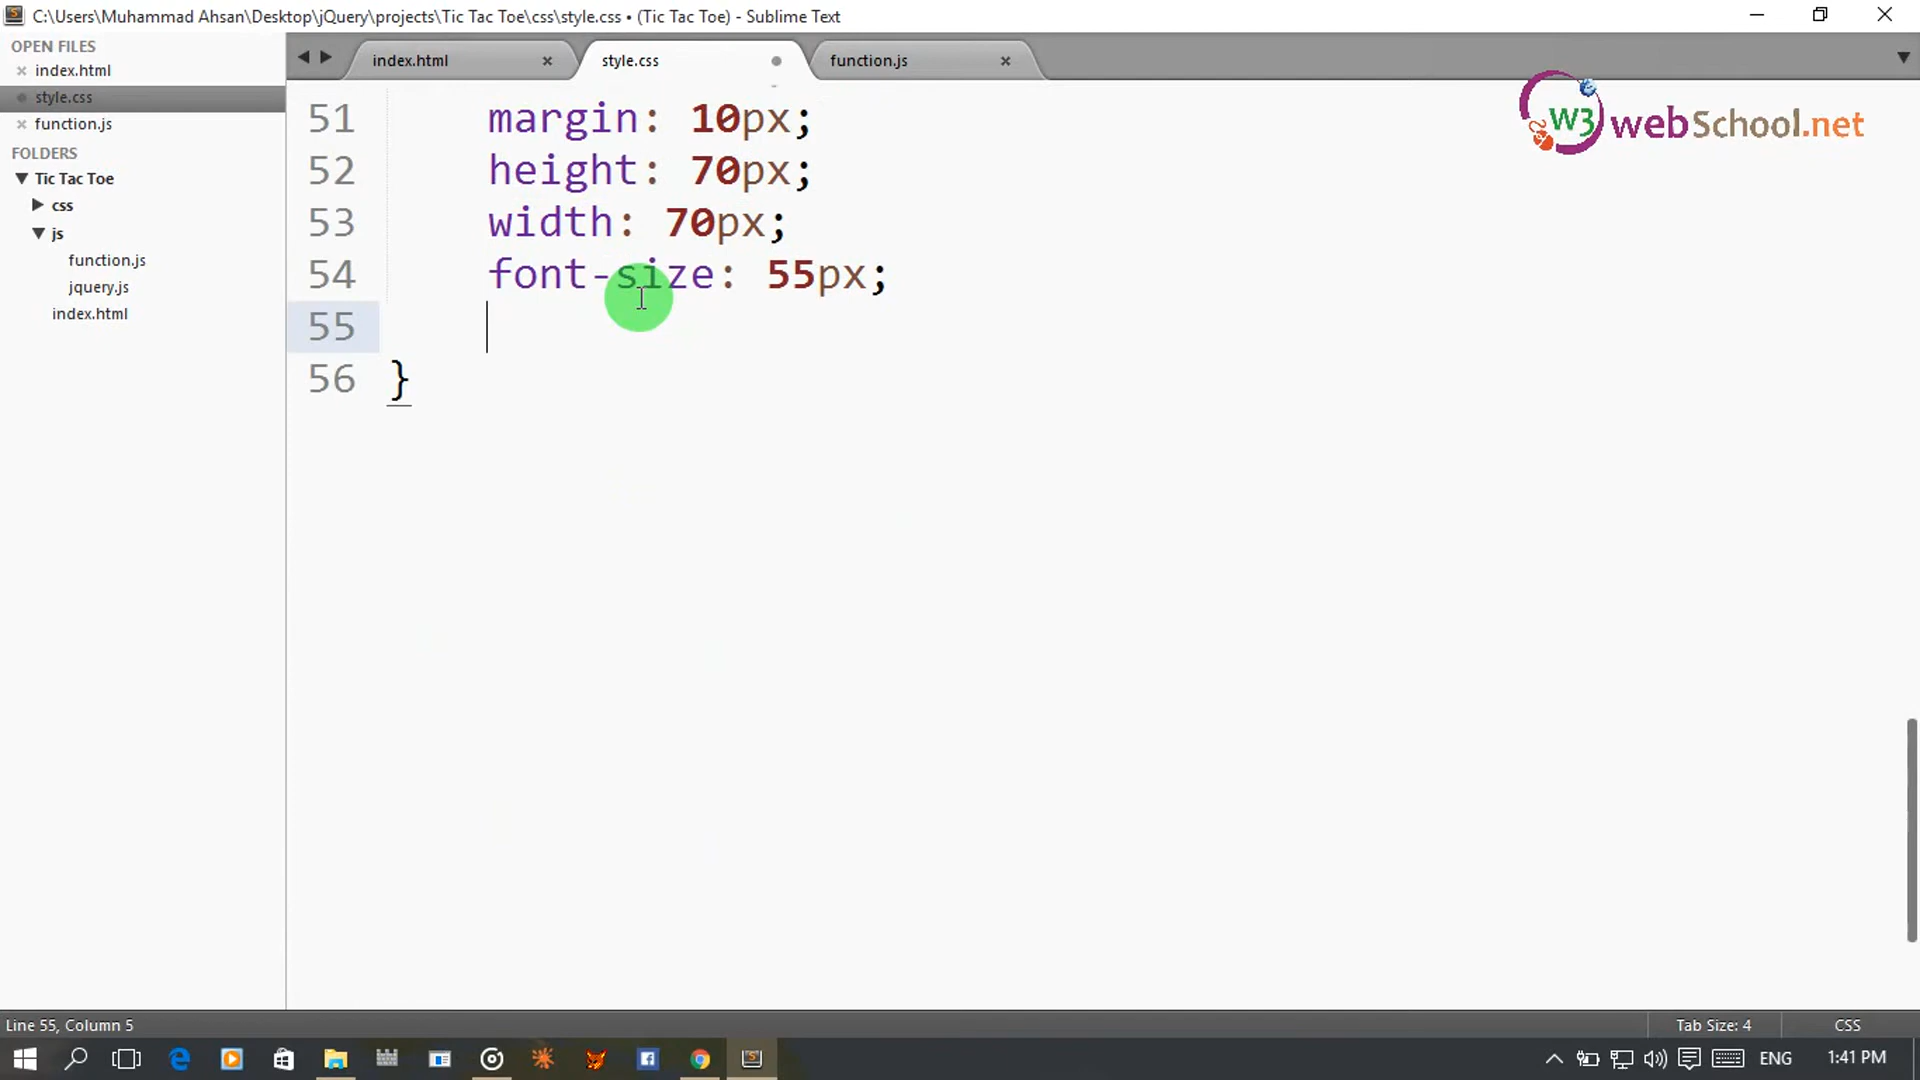 C:\Users\Muhammad Ahsan\Desktop\jQuery\projects\Tic Tac Toe\css\style.css • (Tic Tac Toe) - Sublime Text
OPEN FILES
index.html
style.css
function.js
FOLDERS
Tic Tac Toe
css
js
function.js
jquery.js
index.html
index.html
style.css
function.js
W3 webSchool.net
51 margin: 10px;
52 height: 70px;
53 width: 70px;
54 font-size: 55px;
55
56 }
Line 55, Column 5
Tab Size: 4
CSS
ENG
1:41 PM